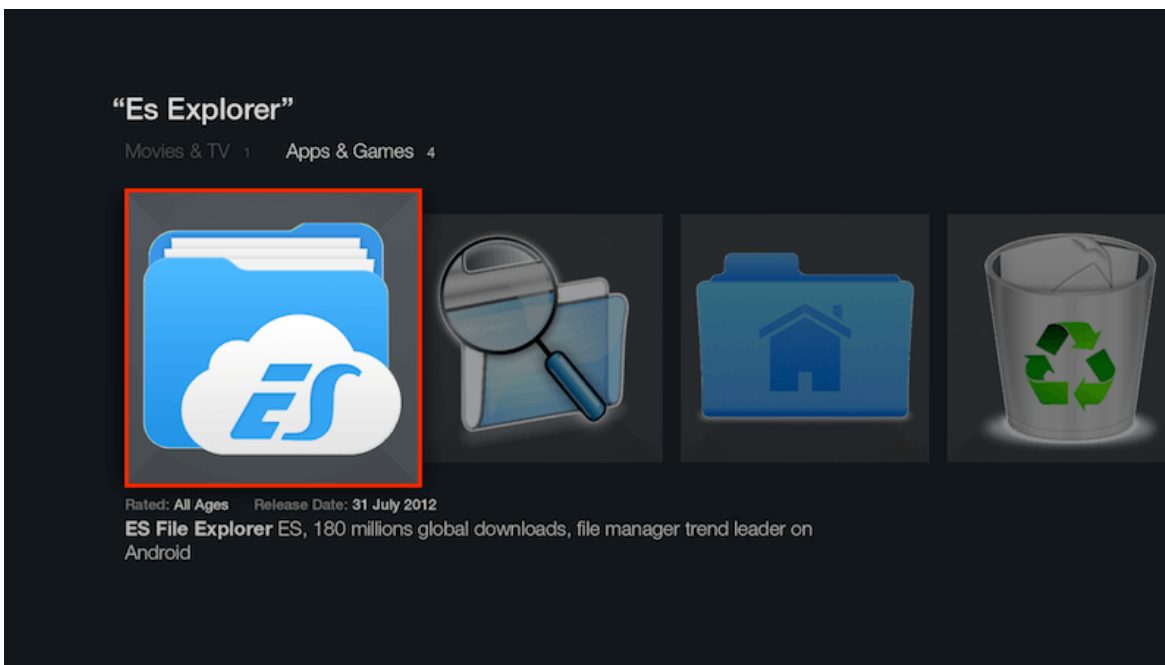 “Es Explorer”
Movies & TV 1 Apps & Games 4
ES
Rated: All Ages Release Date: 31 July 2012
ES File Explorer ES, 180 millions global downloads, file manager trend leader on
Android